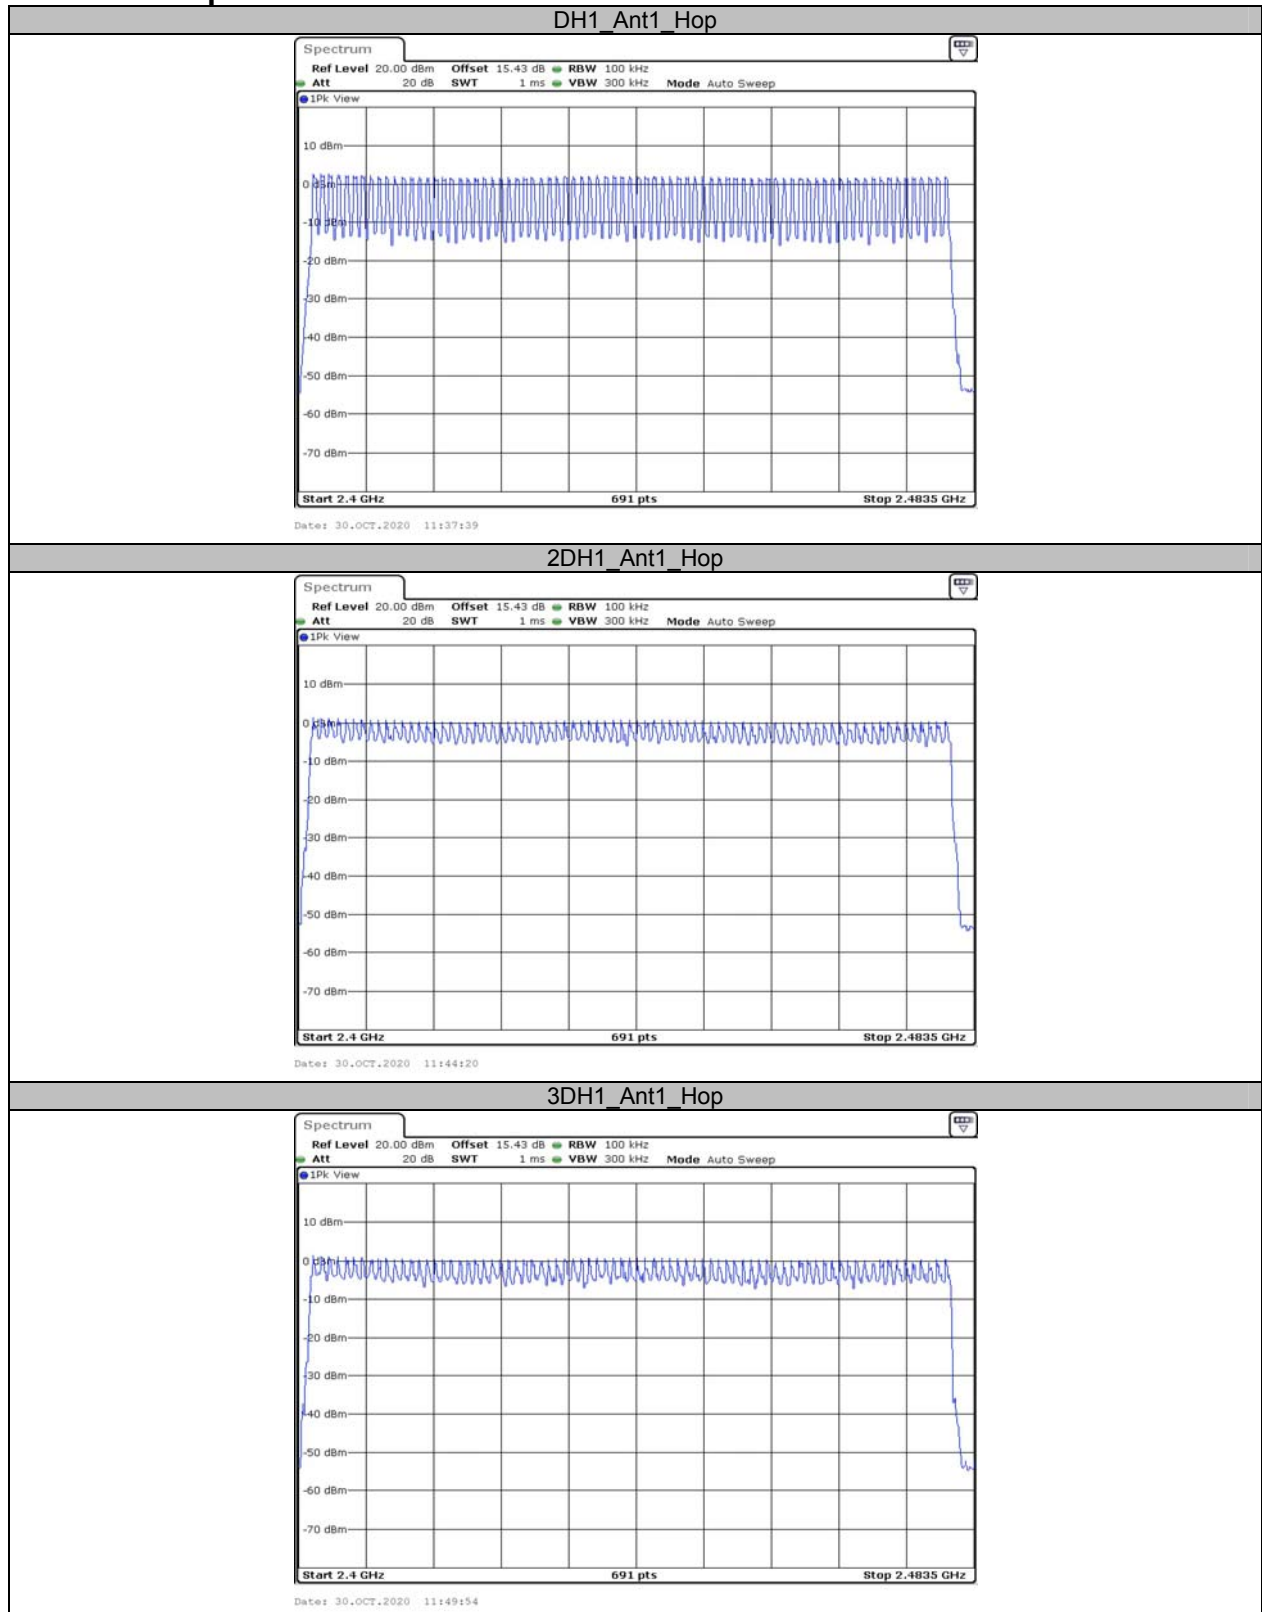 DH1_Ant1_Hop
Spectrum
Ref Level 20.00 dBm Offset 15.43 dB RBW 100 kHz
Att 20 dB SWT 1 ms VBW 300 kHz Mode Auto Sweep
1Pk View
10 dBm
0 dBm
-10 dBm
-20 dBm
-30 dBm
-40 dBm
-50 dBm
-60 dBm
-70 dBm
Start 2.4 GHz 691 pts Stop 2.4835 GHz
Date: 30.OCT.2020 11:37:39
2DH1_Ant1_Hop
Spectrum
Ref Level 20.00 dBm Offset 15.43 dB RBW 100 kHz
Att 20 dB SWT 1 ms VBW 300 kHz Mode Auto Sweep
1Pk View
10 dBm
0 dBm
-10 dBm
-20 dBm
-30 dBm
-40 dBm
-50 dBm
-60 dBm
-70 dBm
Start 2.4 GHz 691 pts Stop 2.4835 GHz
Date: 30.OCT.2020 11:44:20
3DH1_Ant1_Hop
Spectrum
Ref Level 20.00 dBm Offset 15.43 dB RBW 100 kHz
Att 20 dB SWT 1 ms VBW 300 kHz Mode Auto Sweep
1Pk View
10 dBm
0 dBm
-10 dBm
-20 dBm
-30 dBm
-40 dBm
-50 dBm
-60 dBm
-70 dBm
Start 2.4 GHz 691 pts Stop 2.4835 GHz
Date: 30.OCT.2020 11:49:54